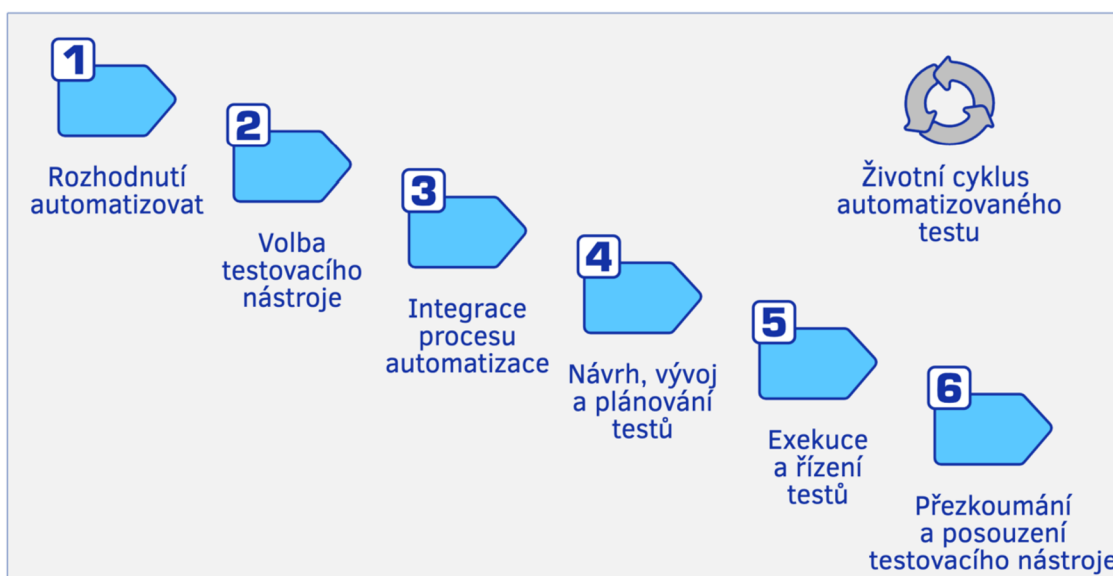 1
Rozhodnutí
automatizovat
2
Volba
testovacího
nástroje
3
Integrace
procesu
automatizace
4
Návrh, vývoj
a plánování
testů
5
Exekuce
a řízení
testů
6
Přezkoumání
a posouzení
testovacího nástroje
Životní cyklus
automatizovaného
testu